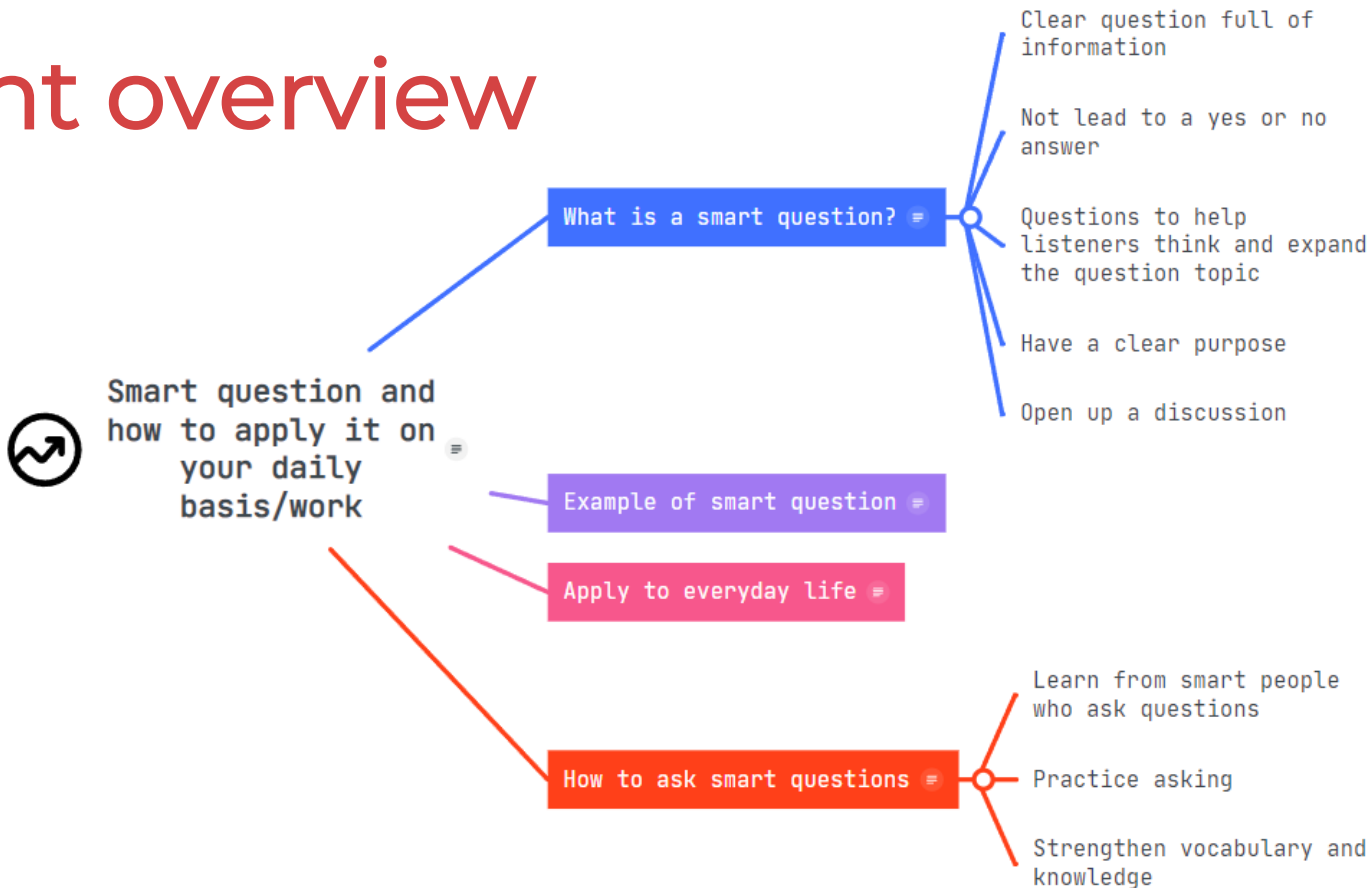 nt overview
Clear question full of
information
Not lead to a yes or no
answer
What is a smart question?
Questions to help
listeners think and expand
the question topic
Have a clear purpose
Open up a discussion
Smart question and
how to apply it on
your daily
basis/work
Example of smart question
Apply to everyday life
How to ask smart questions
Learn from smart people
who ask questions
Practice asking
Strengthen vocabulary and
knowledge